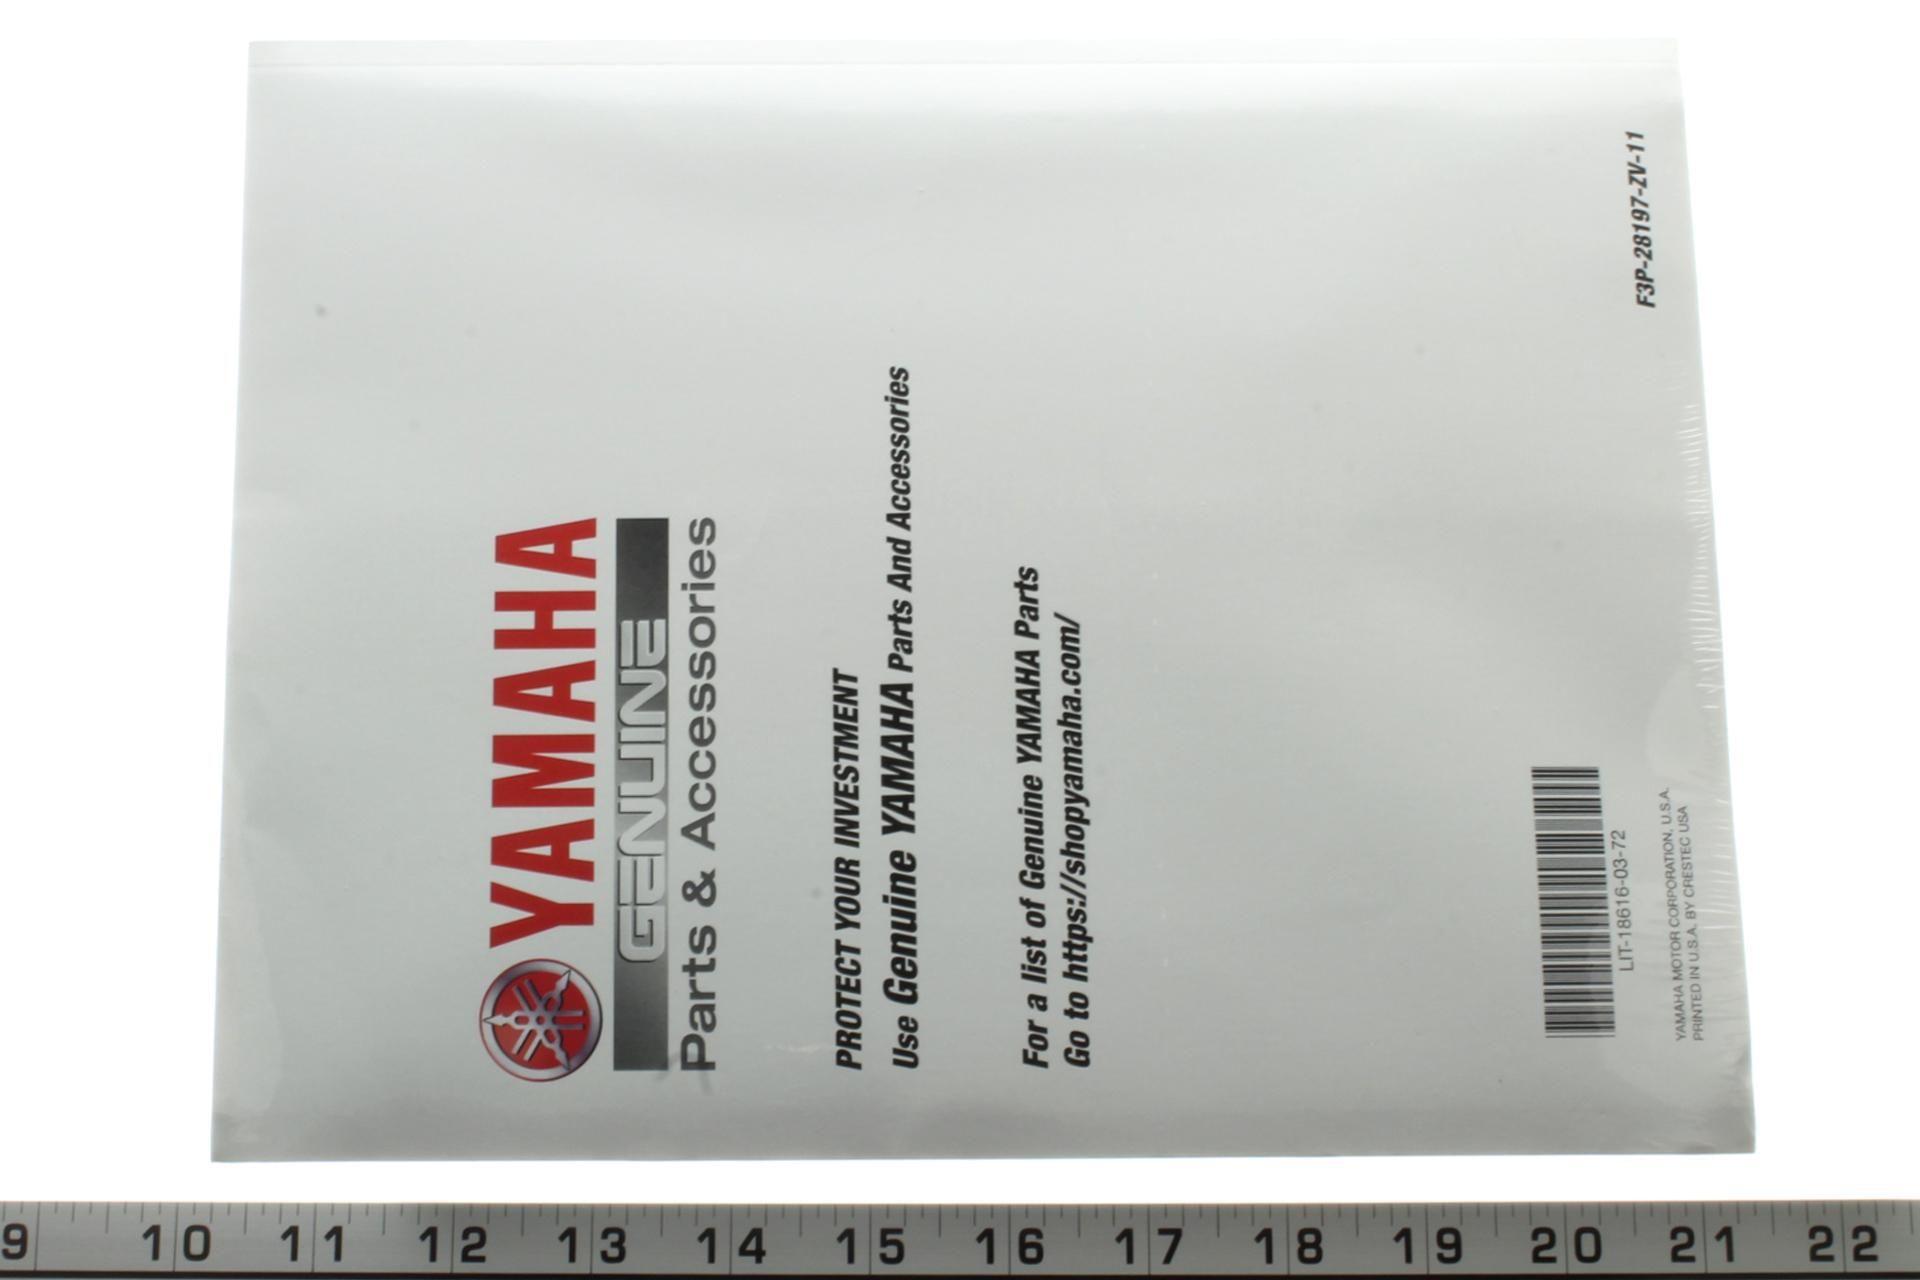 YAMAHA
GENUINE
Parts & Accessories
PROTECT YOUR INVESTMENT
Use Genuine YAMAHA Parts And Accessories
For a list of Genuine YAMAHA Parts
Go to https://shopyamaha.com/
LIT-18616-03-72
YAMAHA MOTOR CORPORATION, U.S.A.
PRINTED IN U.S.A. BY CRESTEC USA
F3P-28197-ZV-11
9 10 11 12 13 14 15 16 17 18 19 20 21 22